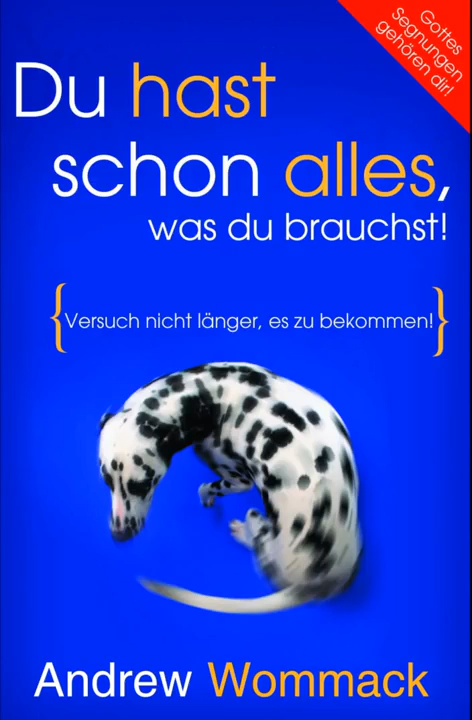 Gottes
Segnungen
gehören dir!
Du hast
schon alles,
was du brauchst!
{Versuch nicht länger, es zu bekommen!}
Andrew Wommack